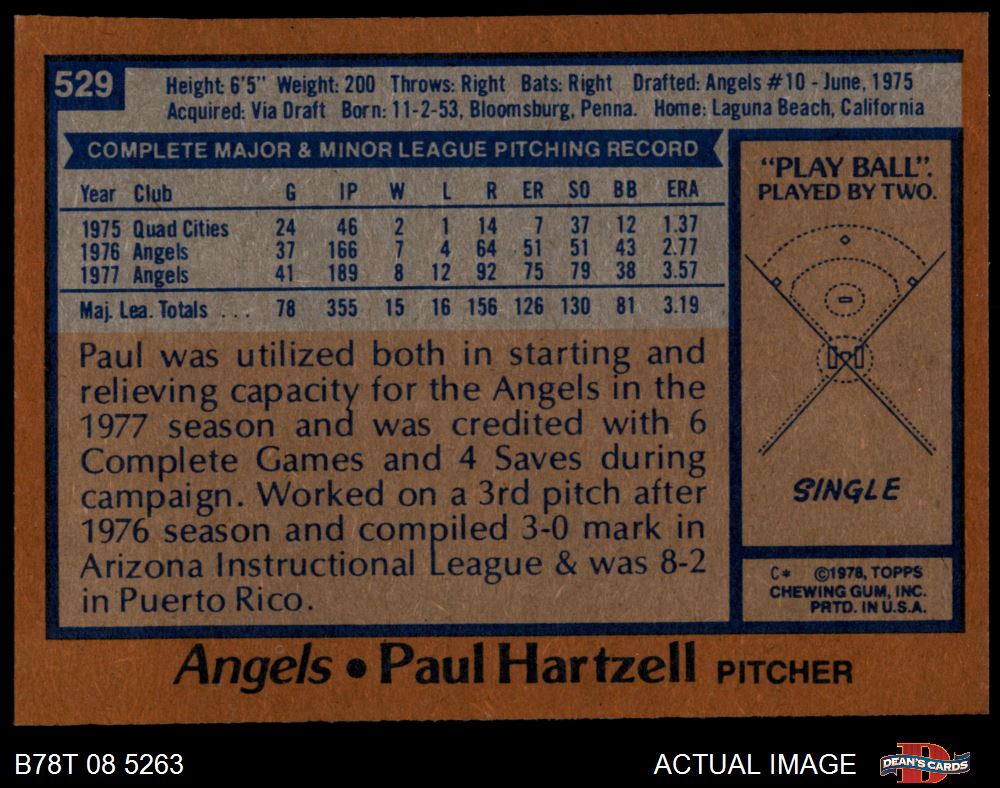 529
Height: 6'5" Weight: 200 Throws: Right Bats: Right Drafted: Angels #10 - June, 1975
Acquired: Via Draft Born: 11-2-53, Bloomsburg, Penna. Home: Laguna Beach, California
COMPLETE MAJOR & MINOR LEAGUE PITCHING RECORD
Year Club G IP W L R ER SO BB ERA
1975 Quad Cities 24 46 2 1 14 7 37 12 1.37
1976 Angels 37 166 7 4 64 51 51 43 2.77
1977 Angels 41 189 8 12 92 75 79 38 3.57
Maj. Lea. Totals . . . 78 355 15 16 156 126 130 81 3.19
Paul was utilized both in starting and
relieving capacity for the Angels in the
1977 season and was credited with 6
Complete Games and 4 Saves during
campaign. Worked on a 3rd pitch after
1976 season and compiled 3-0 mark in
Arizona Instructional League & was 8-2
in Puerto Rico.
"PLAY BALL".
PLAYED BY TWO.
SINGLE
C* ©1978, TOPPS
CHEWING GUM, INC.
PRTD. IN U.S.A.
Angels • Paul Hartzell PITCHER
B78T 08 5263
ACTUAL IMAGE
DEAN'S CARDS